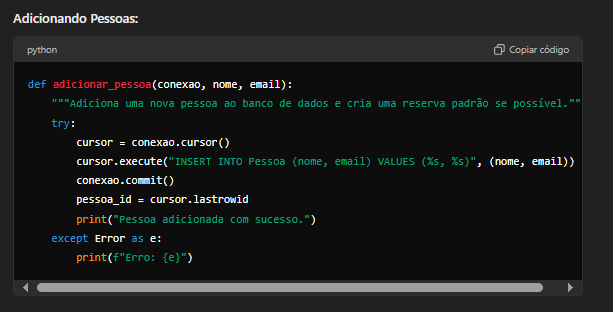 Adicionando Pessoas:
python
Copiar código
def adicionar_pessoa(conexao, nome, email):
    """Adiciona uma nova pessoa ao banco de dados e cria uma reserva padrão se possível."""
    try:
        cursor = conexao.cursor()
        cursor.execute("INSERT INTO Pessoa (nome, email) VALUES (%s, %s)", (nome, email))
        conexao.commit()
        pessoa_id = cursor.lastrowid
        print("Pessoa adicionada com sucesso.")
    except Error as e:
        print(f"Erro: {e}")